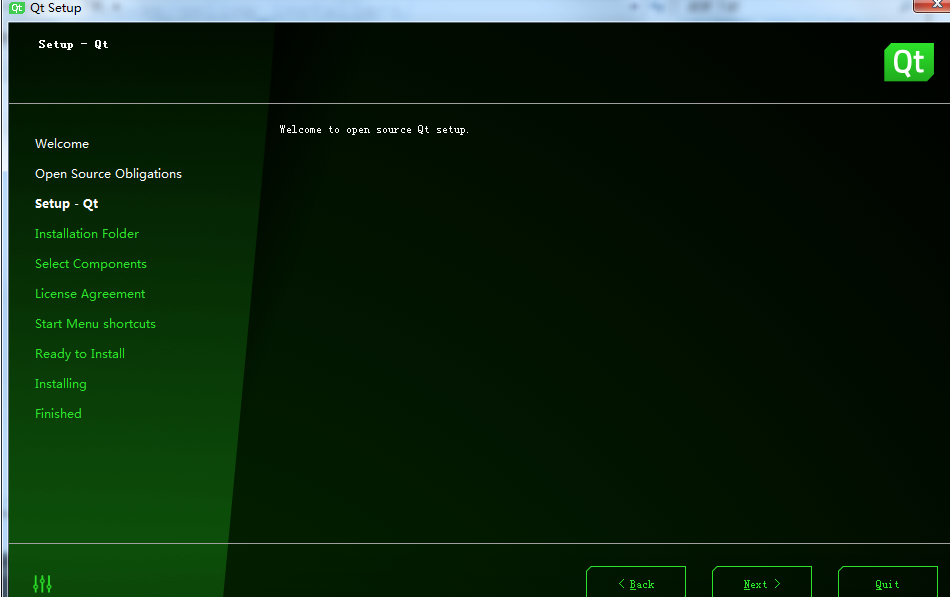 Qt Qt Setup
Setup - Qt
Qt
Welcome to open source Qt setup.
Welcome
Open Source Obligations
Setup - Qt
Installation Folder
Select Components
License Agreement
Start Menu shortcuts
Ready to Install
Installing
Finished
< Back
Next >
Quit